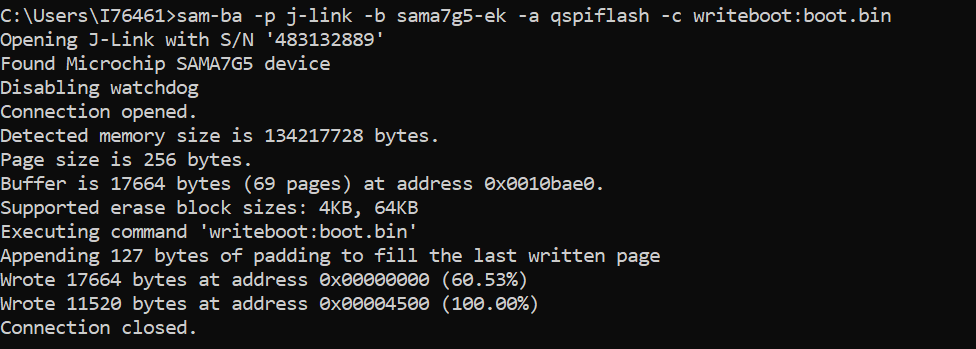 C:\Users\I76461>sam-ba -p j-link -b sama7g5-ek -a qspiflash -c writeboot:boot.bin
Opening J-Link with S/N '483132889'
Found Microchip SAMA7G5 device
Disabling watchdog
Connection opened.
Detected memory size is 134217728 bytes.
Page size is 256 bytes.
Buffer is 17664 bytes (69 pages) at address 0x0010bae0.
Supported erase block sizes: 4KB, 64KB
Executing command 'writeboot:boot.bin'
Appending 127 bytes of padding to fill the last written page
Wrote 17664 bytes at address 0x00000000 (60.53%)
Wrote 11520 bytes at address 0x00004500 (100.00%)
Connection closed.